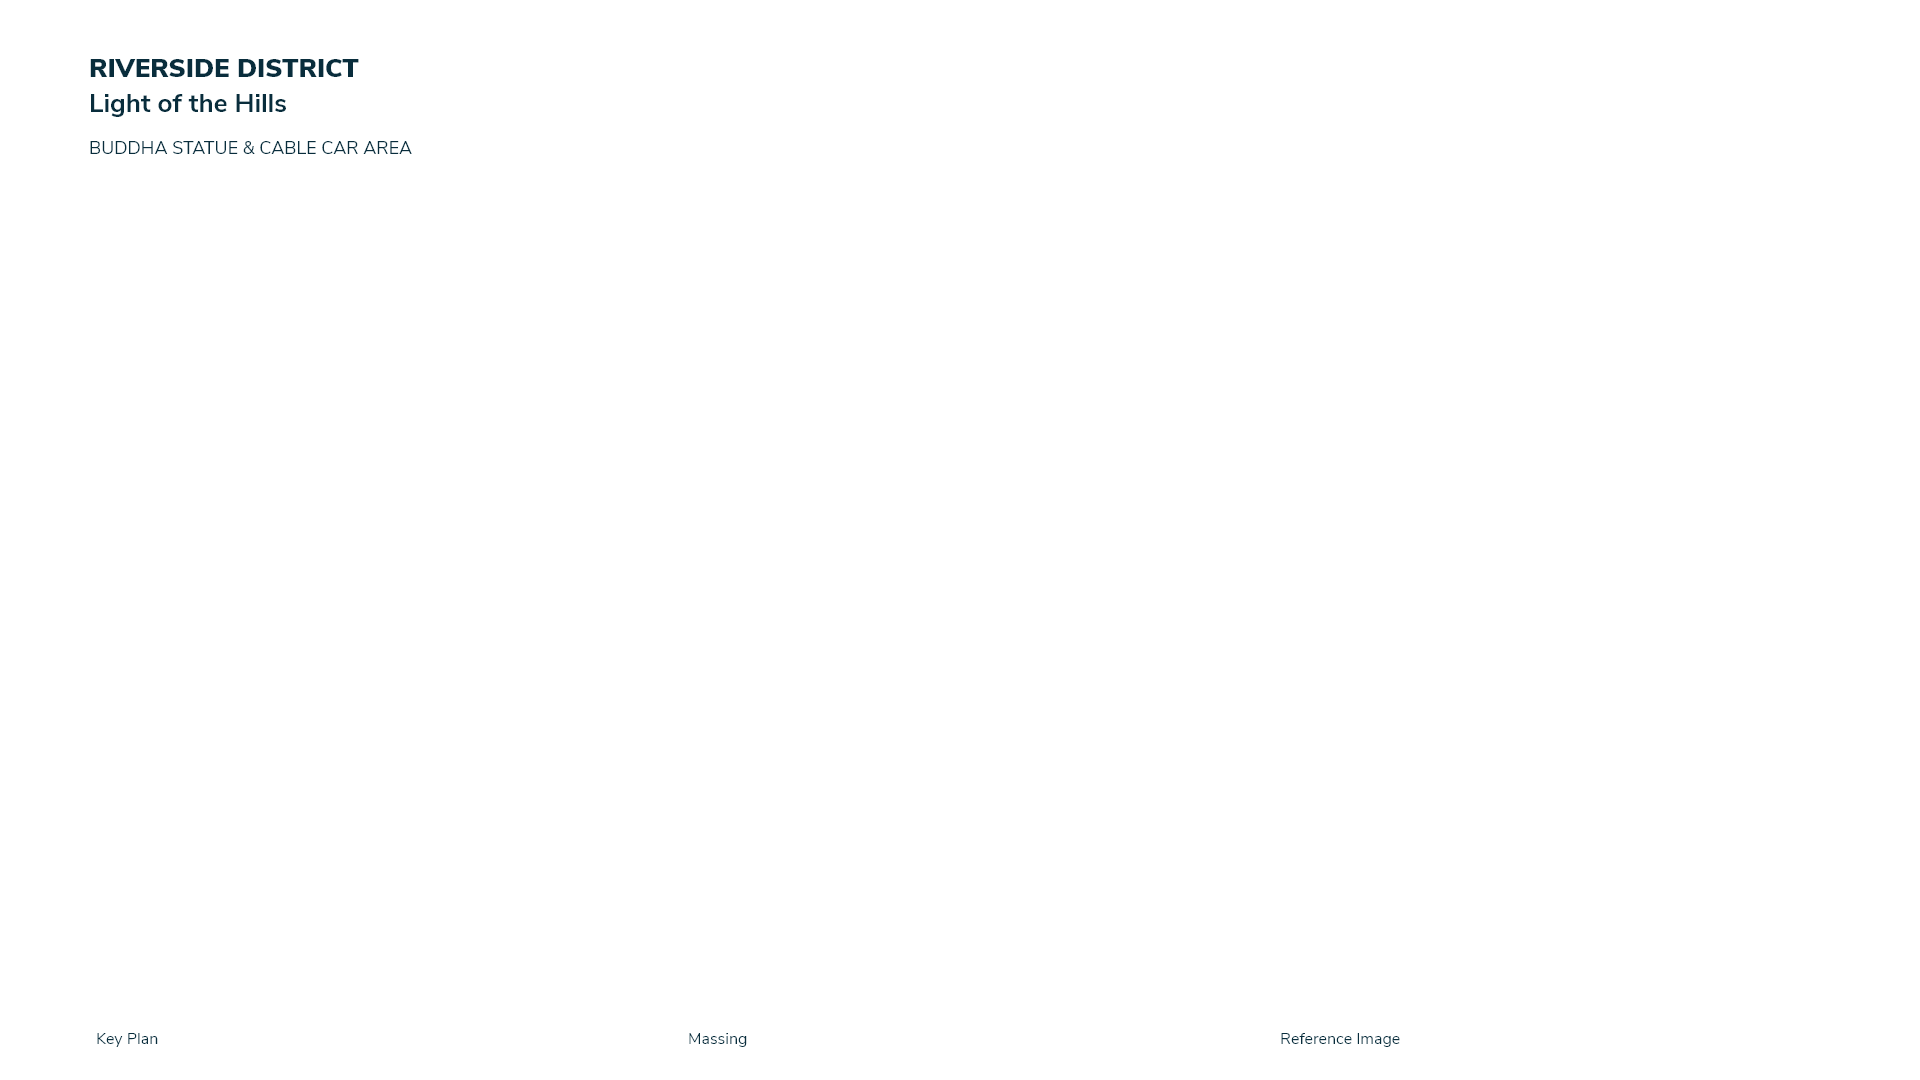 RIVERSIDE DISTRICT
Light of the Hills
BUDDHA STATUE & CABLE CAR AREA
Key Plan
Massing
Reference Image